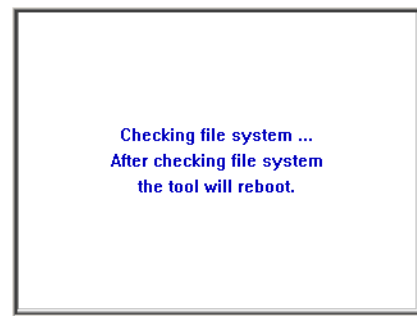 Checking file system ...
After checking file system
the tool will reboot.